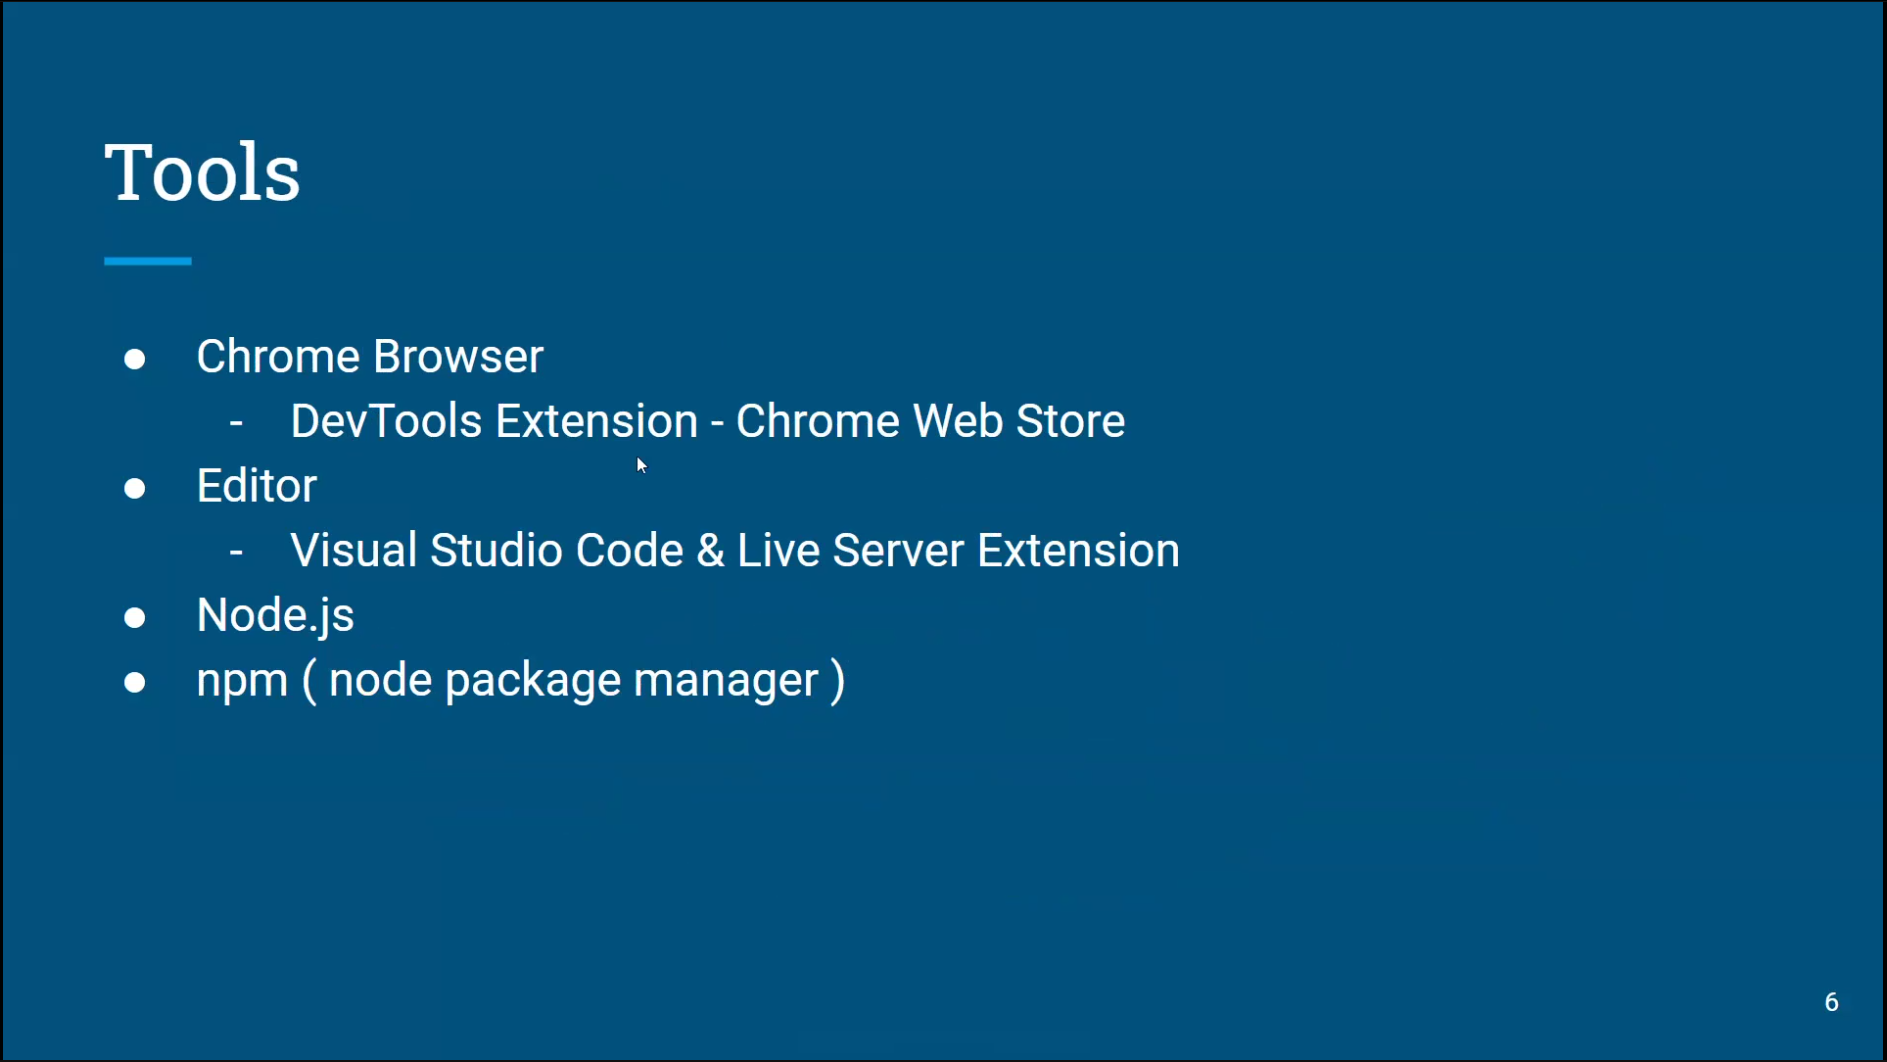 Tools
● Chrome Browser
- DevTools Extension - Chrome Web Store
● Editor
- Visual Studio Code & Live Server Extension
● Node.js
● npm ( node package manager )
6